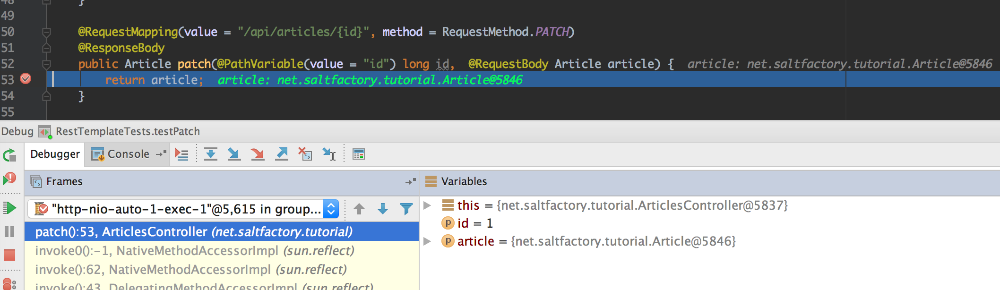 48 }
49
50 @RequestMapping(value = "/api/articles/{id}", method = RequestMethod.PATCH)
51 @ResponseBody
52 public Article patch(@PathVariable(value = "id") long id, @RequestBody Article article) { article: net.saltfactory.tutorial.Article@5846
53 return article; article: net.saltfactory.tutorial.Article@5846
54 }
55
Debug RestTemplateTests.testPatch
Debugger Console
Frames
Variables
"http-nio-auto-1-exec-1"@5,615 in group...
this = {net.saltfactory.tutorial.ArticlesController@5837}
id = 1
patch():53, ArticlesController (net.saltfactory.tutorial)
article = {net.saltfactory.tutorial.Article@5846}
invoke0():-1, NativeMethodAccessorImpl (sun.reflect)
invoke():62, NativeMethodAccessorImpl (sun.reflect)
invoke():43, DelegatingMethodAccessorImpl (sun.reflect)